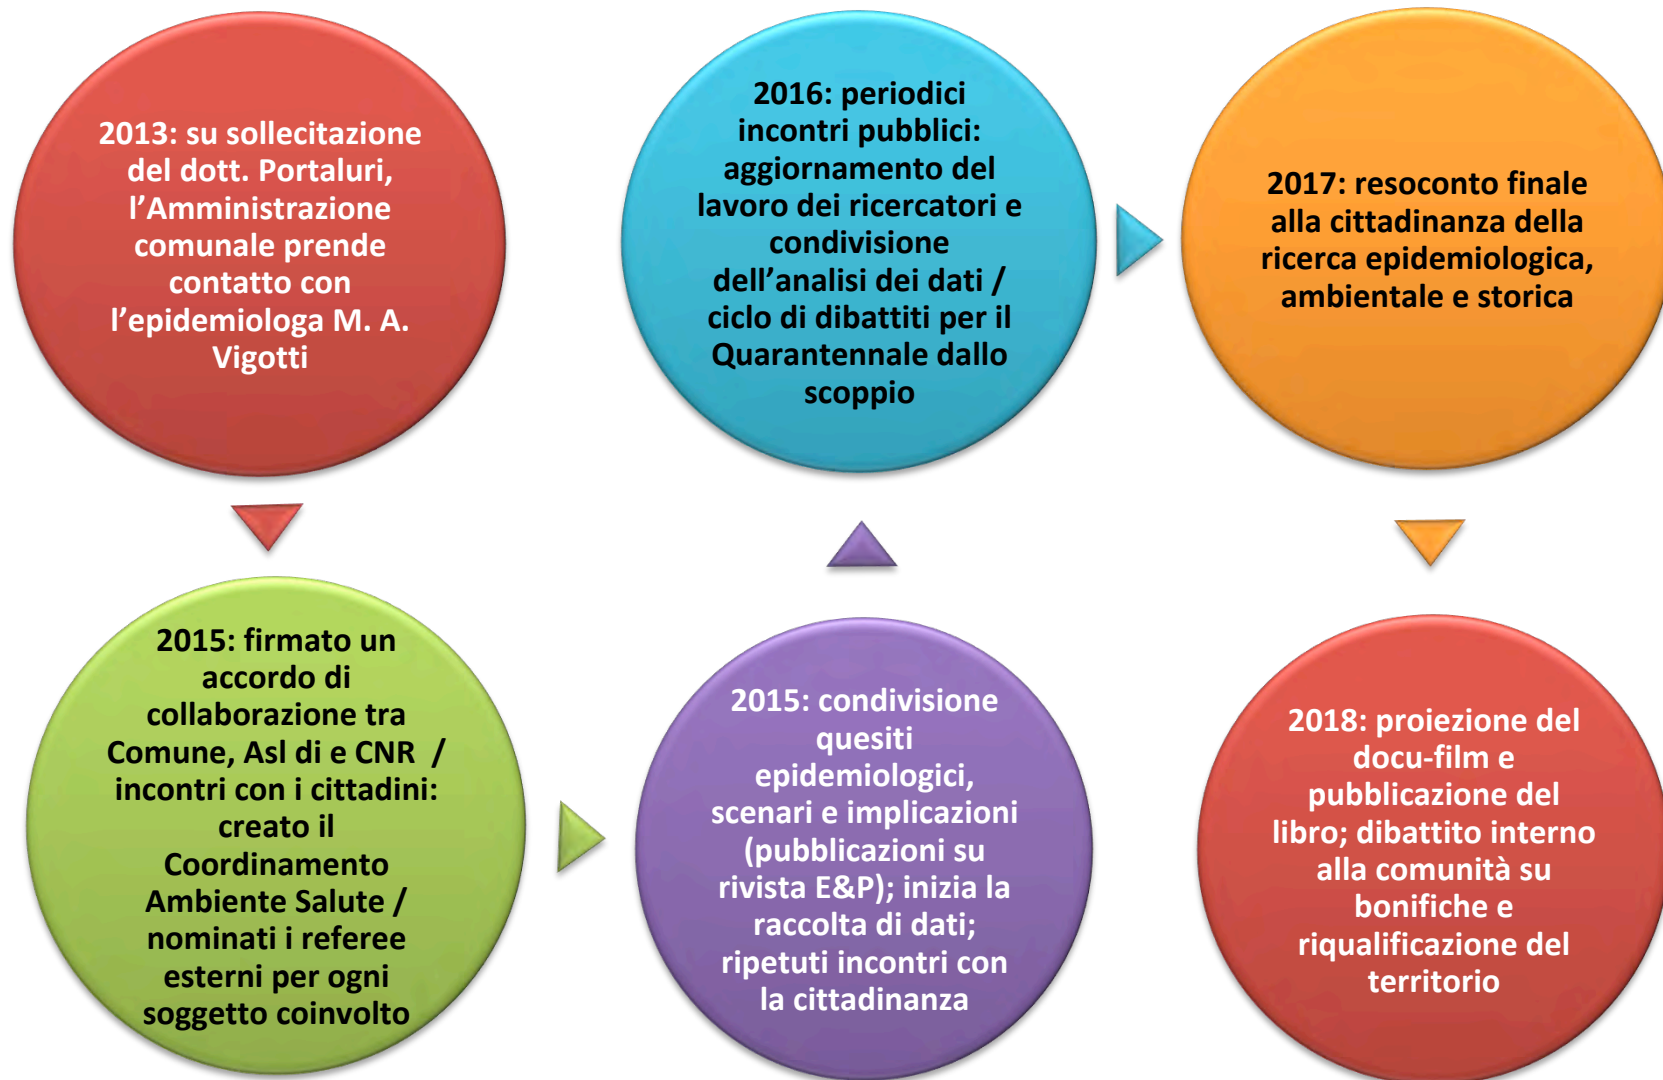 2013: su sollecitazione
del dott. Portaluri,
l’Amministrazione
comunale prende
contatto con
l’epidemiologa M. A.
Vigotti
2015: firmato un
accordo di
collaborazione tra
Comune, Asl di e CNR /
incontri con i cittadini:
creato il
Coordinamento
Ambiente Salute /
nominati i referee
esterni per ogni
soggetto coinvolto
2015: condivisione
quesiti
epidemiologici,
scenari e implicazioni
(pubblicazioni su
rivista E&P); inizia la
raccolta di dati;
ripetuti incontri con
la cittadinanza
2016: periodici
incontri pubblici:
aggiornamento del
lavoro dei ricercatori e
condivisione
dell’analisi dei dati /
ciclo di dibattiti per il
Quarantennale dallo
scoppio
2017: resoconto finale
alla cittadinanza della
ricerca epidemiologica,
ambientale e storica
2018: proiezione del
docu-film e
pubblicazione del
libro; dibattito interno
alla comunità su
bonifiche e
riqualificazione del
territorio